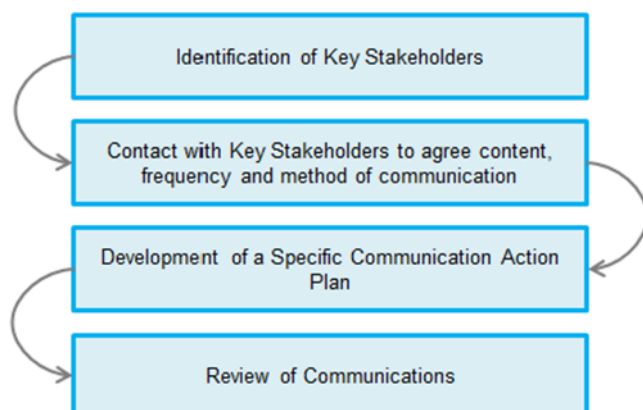 Identification of Key Stakeholders
Contact with Key Stakeholders to agree content,
frequency and method of communication
Development of a Specific Communication Action
Plan
Review of Communications